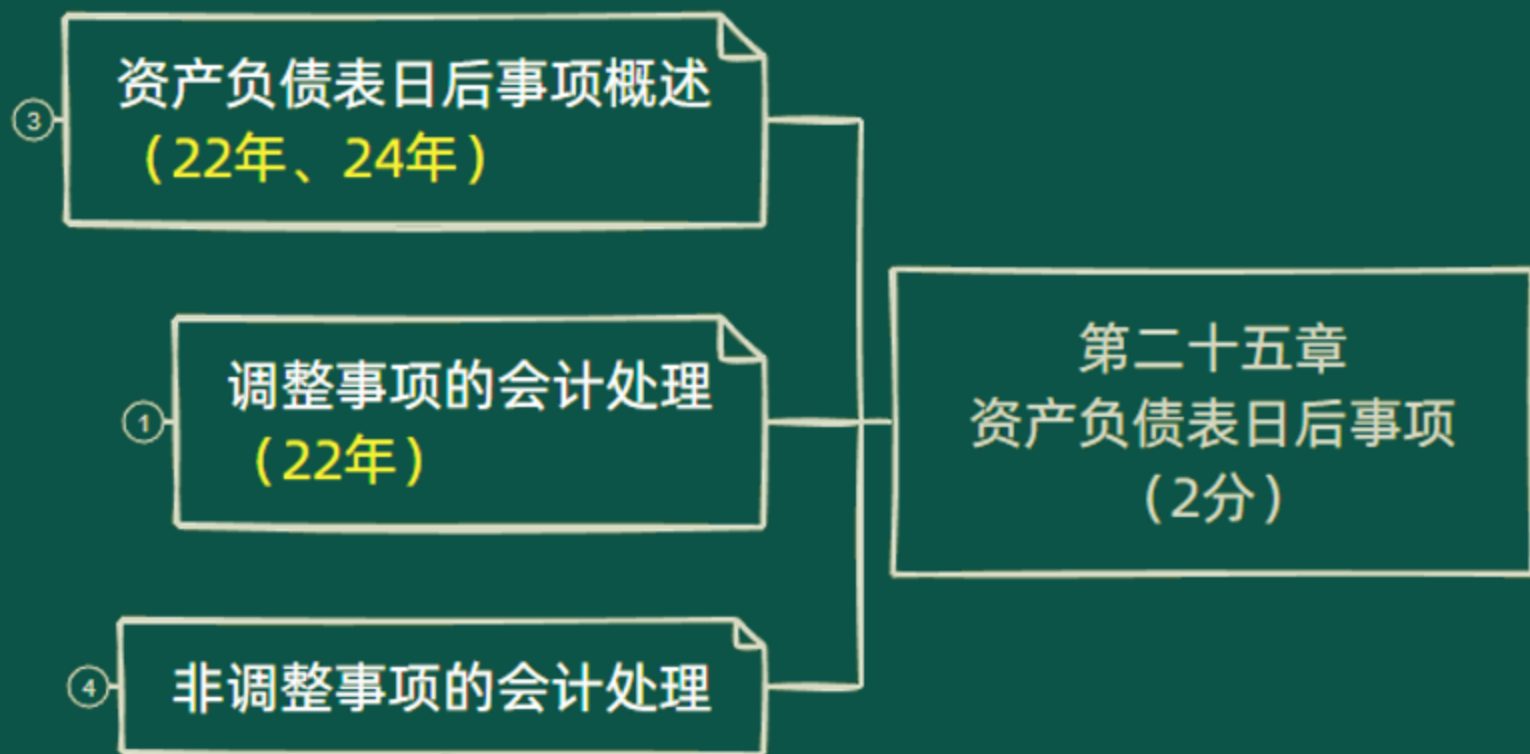 ③
资产负债表日后事项概述
（22年、24年）
①
调整事项的会计处理
（22年）
④
非调整事项的会计处理
第二十五章
资产负债表日后事项
（2分）